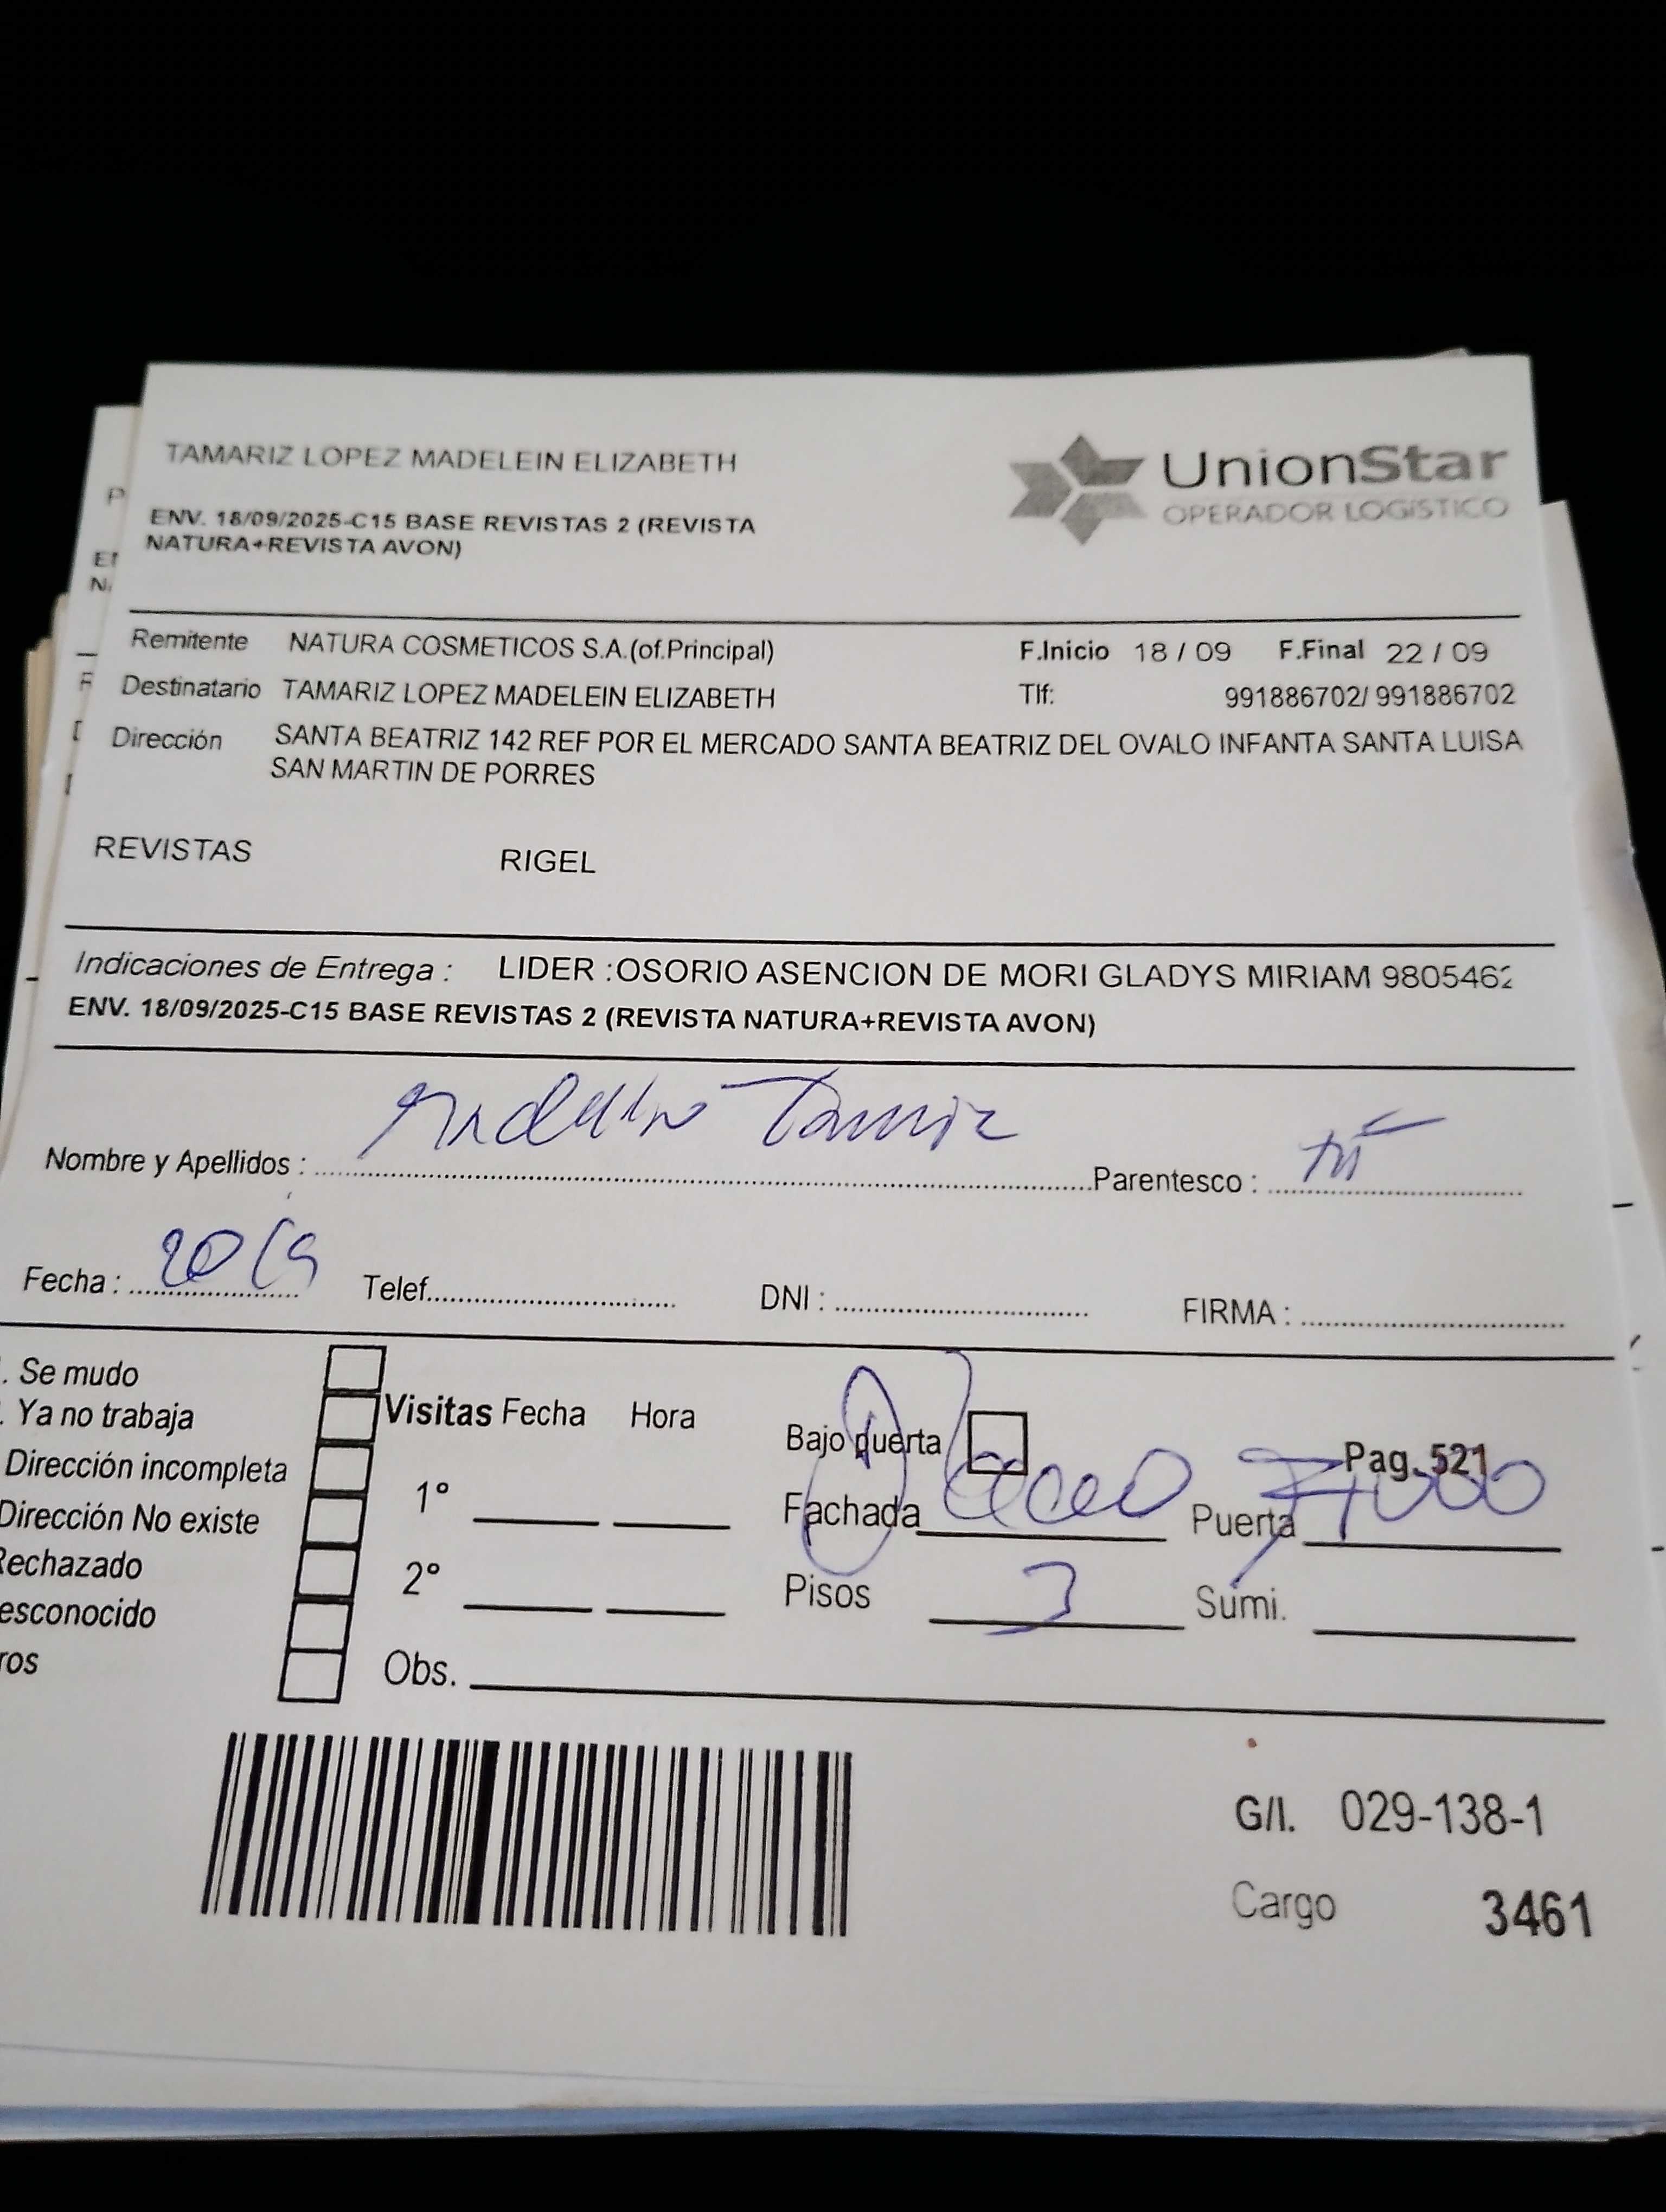 TAMARIZ LOPEZ MADELEIN ELIZABETH
UnionStar
OPERADOR LOGÍSTICO
ENV. 18/09/2025-C15 BASE REVISTAS 2 (REVISTA
NATURA+REVISTA AVON)
Remitente NATURA COSMETICOS S.A.(of.Principal) F.Inicio 18 / 09 F.Final 22 / 09
Destinatario TAMARIZ LOPEZ MADELEIN ELIZABETH Tlf: 991886702/ 991886702
Dirección SANTA BEATRIZ 142 REF POR EL MERCADO SANTA BEATRIZ DEL OVALO INFANTA SANTA LUISA
SAN MARTIN DE PORRES
REVISTAS RIGEL
Indicaciones de Entrega : LIDER :OSORIO ASENCION DE MORI GLADYS MIRIAM 980546
ENV. 18/09/2025-C15 BASE REVISTAS 2 (REVISTA NATURA+REVISTA AVON)
Nombre y Apellidos : Parentesco :
Fecha : Telef. DNI : FIRMA :
. Se mudo
. Ya no trabaja
Dirección incompleta
Dirección No existe
Rechazado
esconocido
ros
Visitas Fecha Hora
1°
2°
Obs.
Bajo puerta Pag. 521
Fachada Puerta
Pisos 3 Sumi.
G/I. 029-138-1
Cargo 3461